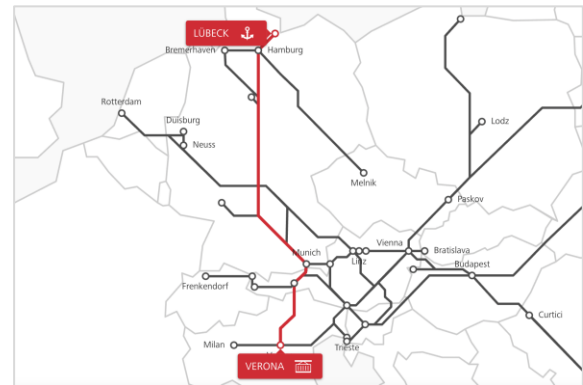 LÜBECK
Bremerhaven
Hamburg
Rotterdam
Duisburg
Neuss
Lodz
Melnik
Paskov
Munich
Linz
Vienna
Bratislava
Budapest
Frenkendorf
Curtici
Milan
Trieste
VERONA